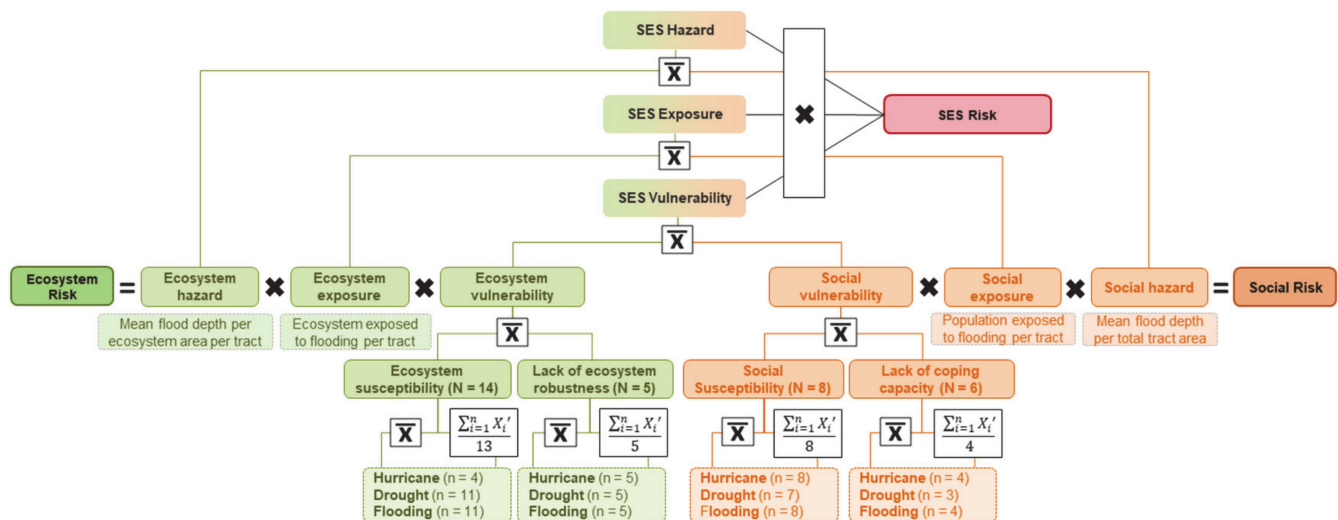 SES Hazard
X̅
SES Exposure
✖
SES Risk
X̅
SES Vulnerability
X̅
Ecosystem
Risk
=
Ecosystem
hazard
✖
Ecosystem
exposure
✖
Ecosystem
vulnerability
Social
vulnerability
✖
Social
exposure
✖
Social hazard
=
Social Risk
Mean flood depth per
ecosystem area per tract
Ecosystem exposed
to flooding per tract
X̅
X̅
Population exposed
to flooding per tract
Mean flood depth
per total tract area
Ecosystem
susceptibility (N = 14)
Lack of ecosystem
robustness (N = 5)
Social
Susceptibility (N = 8)
Lack of coping
capacity (N = 6)
X̅
∑ⁿᵢ₌₁ Xᵢ′
13
X̅
∑ⁿᵢ₌₁ Xᵢ′
5
X̅
∑ⁿᵢ₌₁ Xᵢ′
8
X̅
∑ⁿᵢ₌₁ Xᵢ′
4
Hurricane (n = 4)
Drought (n = 11)
Flooding (n = 11)
Hurricane (n = 5)
Drought (n = 5)
Flooding (n = 5)
Hurricane (n = 8)
Drought (n = 7)
Flooding (n = 8)
Hurricane (n = 4)
Drought (n = 3)
Flooding (n = 4)